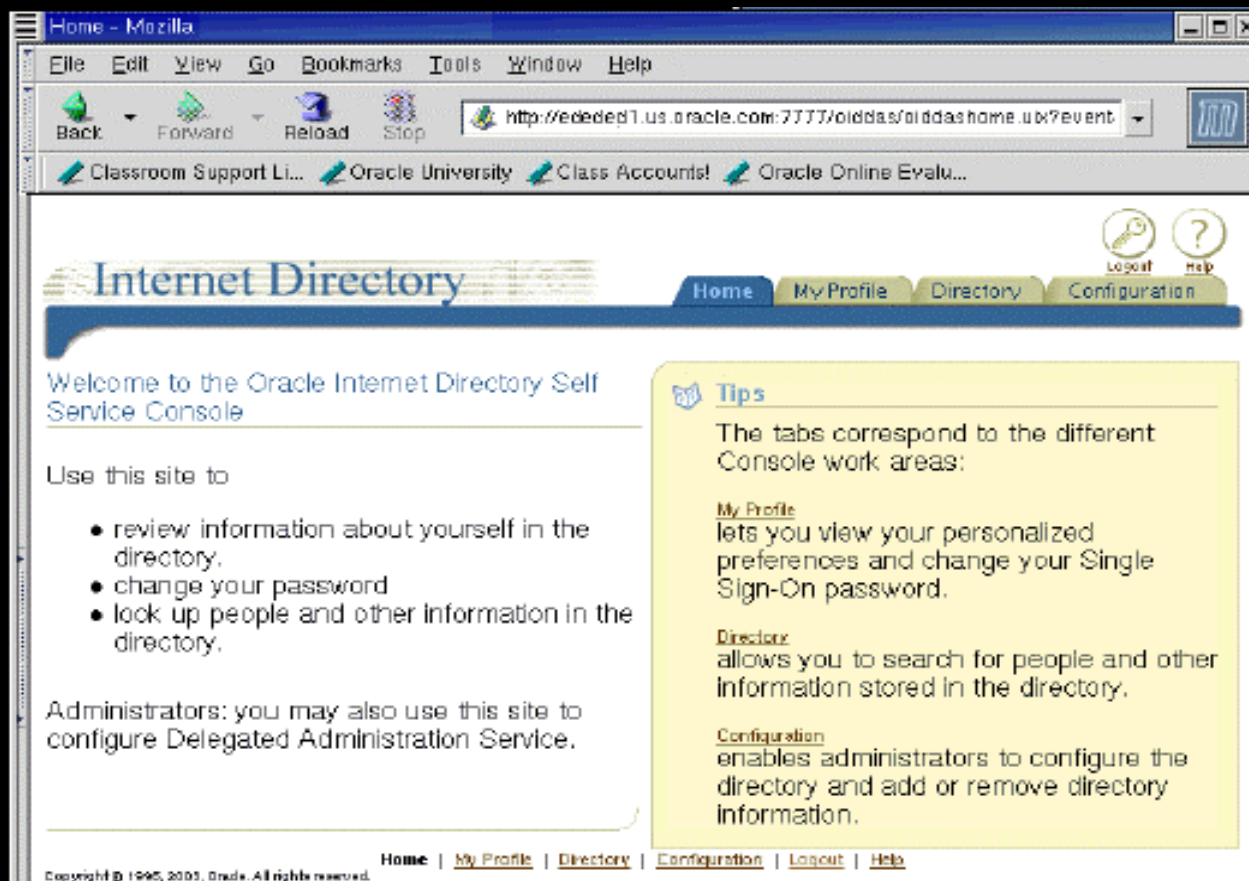 Home - Mozilla
File Edit View Go Bookmarks Tools Window Help
Back Forward Reload Stop http://ededed1.us.oracle.com:7777/oiddas/oiddashome.uix?event
Classroom Support Li... Oracle University Class Accounts! Oracle Online Evalu...
Logout Help
Internet Directory
Home My Profile Directory Configuration
Welcome to the Oracle Internet Directory Self
Service Console
Use this site to
● review information about yourself in the
directory.
● change your password
● look up people and other information in the
directory.
Administrators: you may also use this site to
configure Delegated Administration Service.
Tips
The tabs correspond to the different
Console work areas:
My Profile
lets you view your personalized
preferences and change your Single
Sign-On password.
Directory
allows you to search for people and other
information stored in the directory.
Configuration
enables administrators to configure the
directory and add or remove directory
information.
Home | My Profile | Directory | Configuration | Logout | Help
Copyright © 1996, 2003, Oracle. All rights reserved.